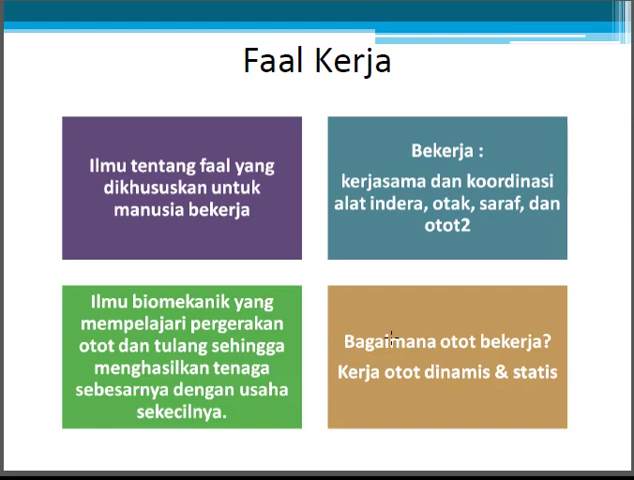 Faal Kerja
Ilmu tentang faal yang
dikhususkan untuk
manusia bekerja
Bekerja :
kerjasama dan koordinasi
alat indera, otak, saraf, dan
otot2
Ilmu biomekanik yang
mempelajari pergerakan
otot dan tulang sehingga
menghasilkan tenaga
sebesarnya dengan usaha
sekecilnya.
Bagaimana otot bekerja?
Kerja otot dinamis & statis